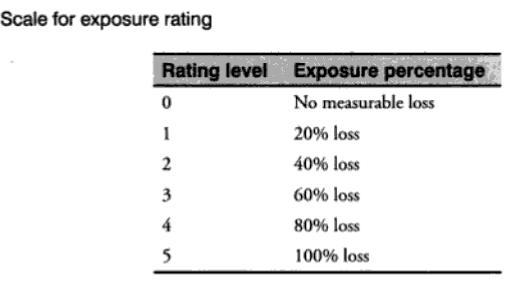 Scale for exposure rating
Rating level Exposure percentage
0 No measurable loss
1 20% loss
2 40% loss
3 60% loss
4 80% loss
5 100% loss